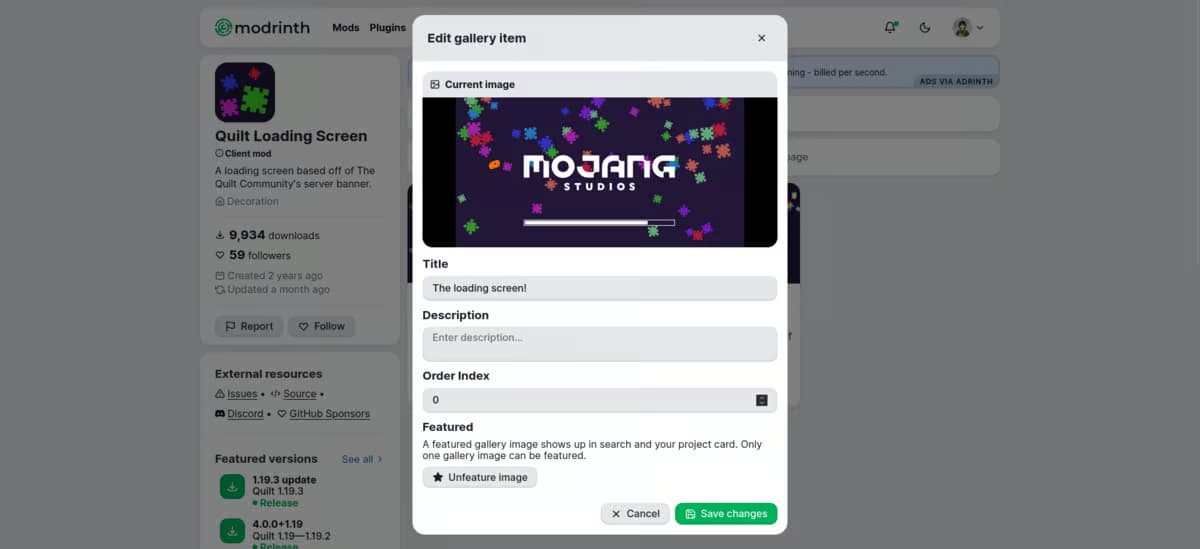 modrinth
Mods
Plugins
Edit gallery item
ning - billed per second.
ADS VIA ADRINTH
Current image
MOJANG
STUDIOS
Quilt Loading Screen
Client mod
A loading screen based off of The
Quilt Community's server banner.
Decoration
9,934 downloads
59 followers
Created 2 years ago
Updated a month ago
Report
Follow
External resources
Issues •
Source •
Discord •
GitHub Sponsors
Featured versions
See all
1.19.3 update
Quilt 1.19.3
• Release
4.0.0+1.19
Quilt 1.19—1.19.2
• Release
Title
The loading screen!
Description
Enter description...
Order Index
0
Featured
A featured gallery image shows up in search and your project card. Only
one gallery image can be featured.
Unfeature image
Cancel
Save changes